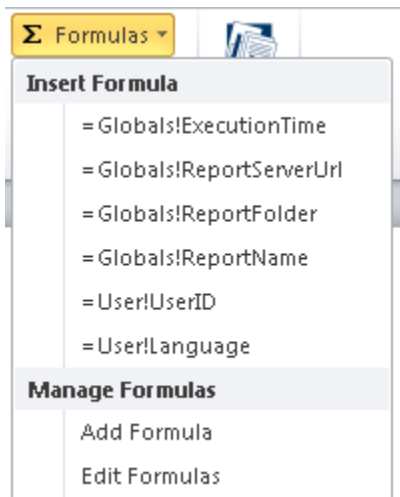 Σ Formulas
Insert Formula
=Globals!ExecutionTime
=Globals!ReportServerUrl
=Globals!ReportFolder
=Globals!ReportName
=User!UserID
=User!Language
Manage Formulas
Add Formula
Edit Formulas